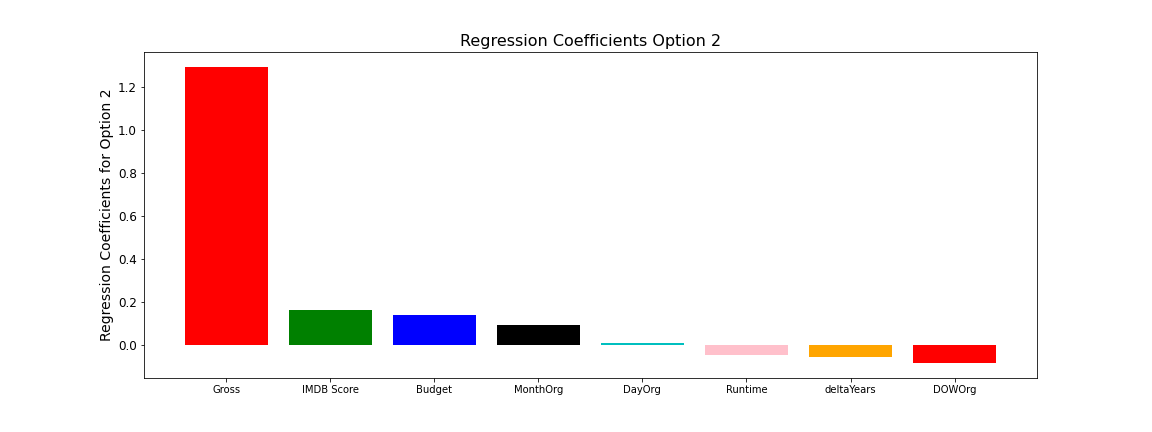 Regression Coefficients Option 2
Regression Coefficients for Option 2
1.2
1.0
0.8
0.6
0.4
0.2
0.0
Gross IMDB Score Budget MonthOrg DayOrg Runtime deltaYears DOWOrg